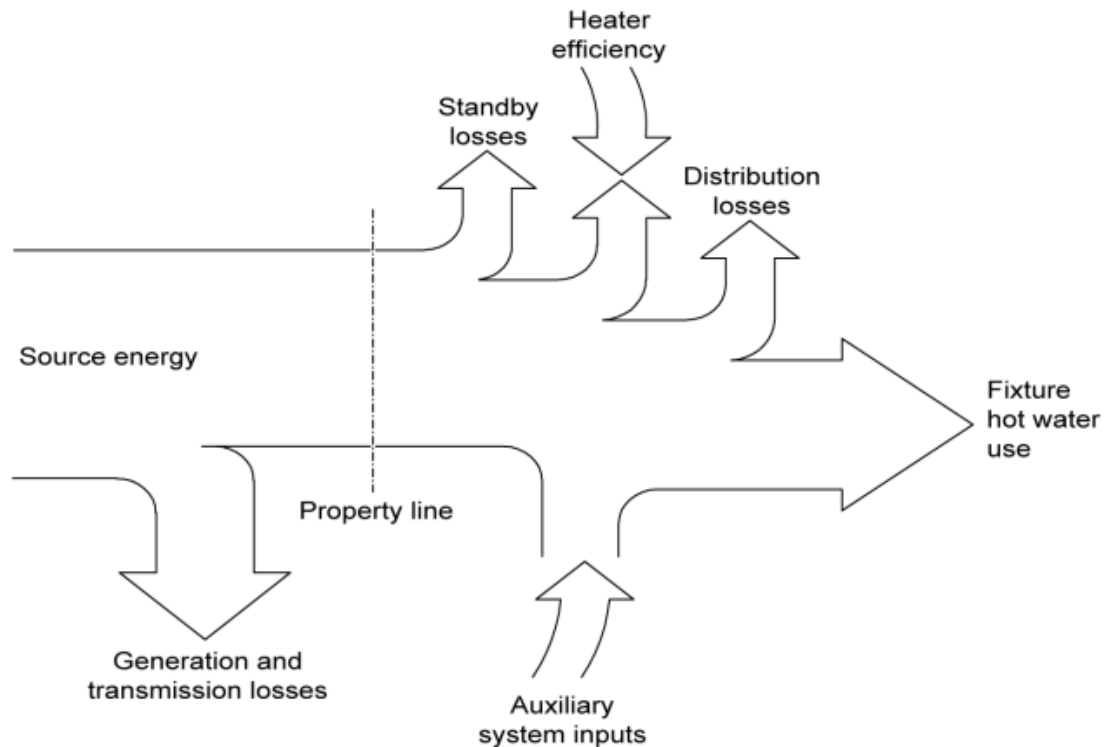 Heater
efficiency
Standby
losses
Distribution
losses
Source energy
Fixture
hot water
use
Property line
Generation and
transmission losses
Auxiliary
system inputs